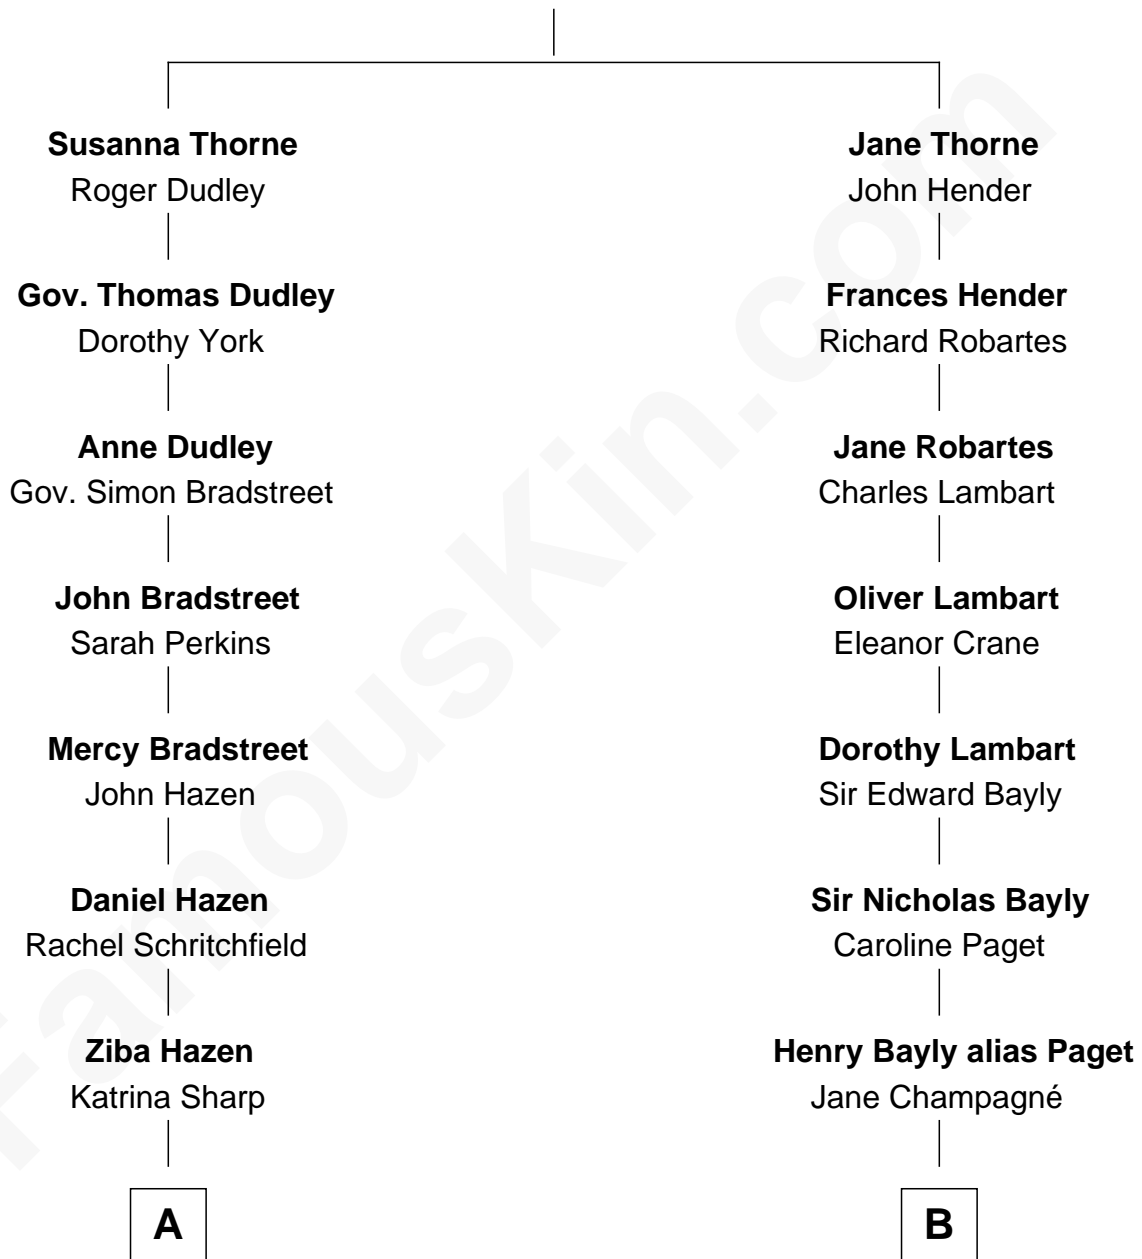 Susanna Thorne
Roger Dudley
Jane Thorne
John Hender
Gov. Thomas Dudley
Dorothy York
Frances Hender
Richard Robartes
Anne Dudley
Gov. Simon Bradstreet
Jane Robartes
Charles Lambart
John Bradstreet
Sarah Perkins
Oliver Lambart
Eleanor Crane
Mercy Bradstreet
John Hazen
Dorothy Lambart
Sir Edward Bayly
Daniel Hazen
Rachel Schritchfield
Sir Nicholas Bayly
Caroline Paget
Ziba Hazen
Katrina Sharp
Henry Bayly alias Paget
Jane Champagné
A
B
FamousKin.com